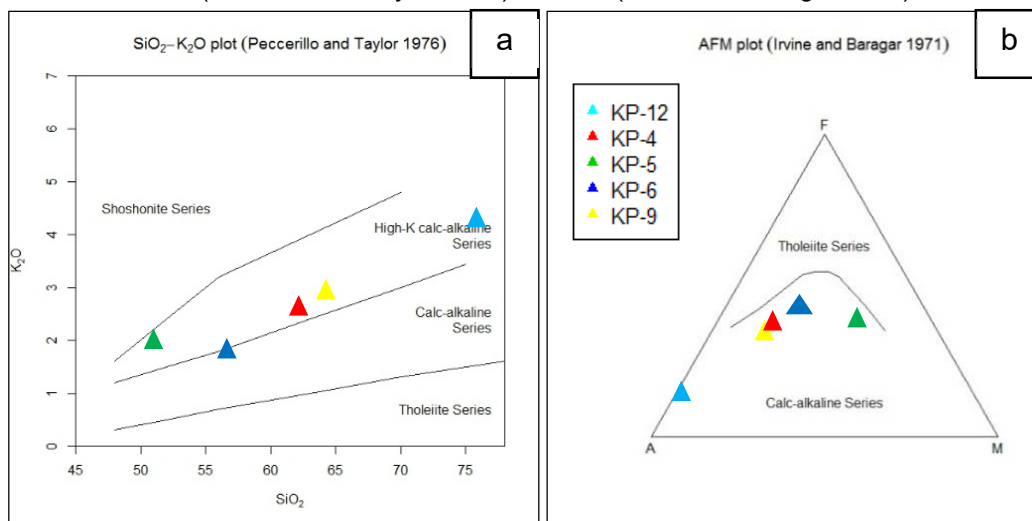 SiO₂−K₂O plot (Peccerillo and Taylor 1976)
a
7
6
5
4
3
2
1
0
K₂O
Shoshonite Series
High-K calc-alkaline
Series
Calc-alkaline
Series
Tholeiite Series
45
50
55
60
65
70
75
SiO₂
AFM plot (Irvine and Baragar 1971)
b
KP-12
KP-4
KP-5
KP-6
KP-9
F
Tholeiite Series
Calc-alkaline Series
A
M